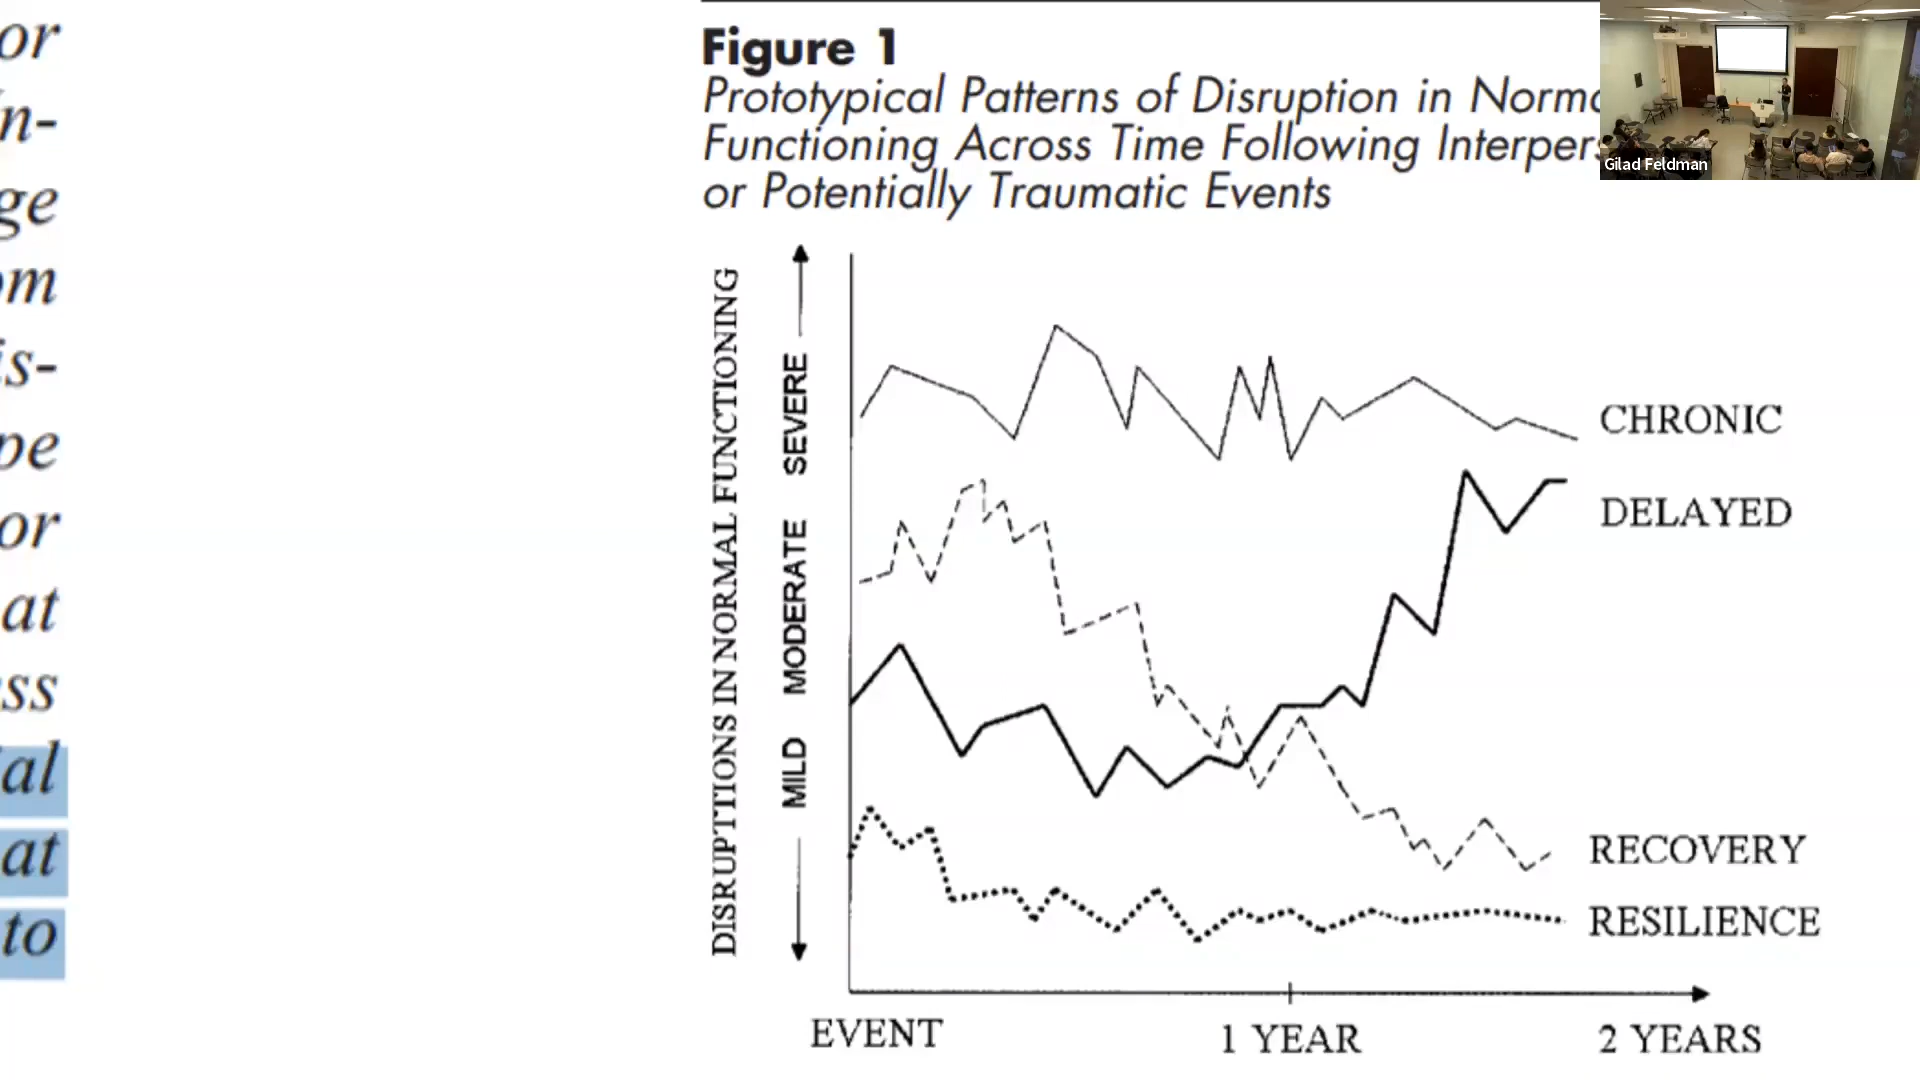 or
n-
ge
om
is-
pe
or
at
ss
al
at
to
Figure 1
Prototypical Patterns of Disruption in Norma
Functioning Across Time Following Interpers
or Potentially Traumatic Events
Gilad Feldman
DISRUPTIONS IN NORMAL FUNCTIONING
MILD MODERATE SEVERE
CHRONIC
DELAYED
RECOVERY
RESILIENCE
EVENT
1 YEAR
2 YEARS